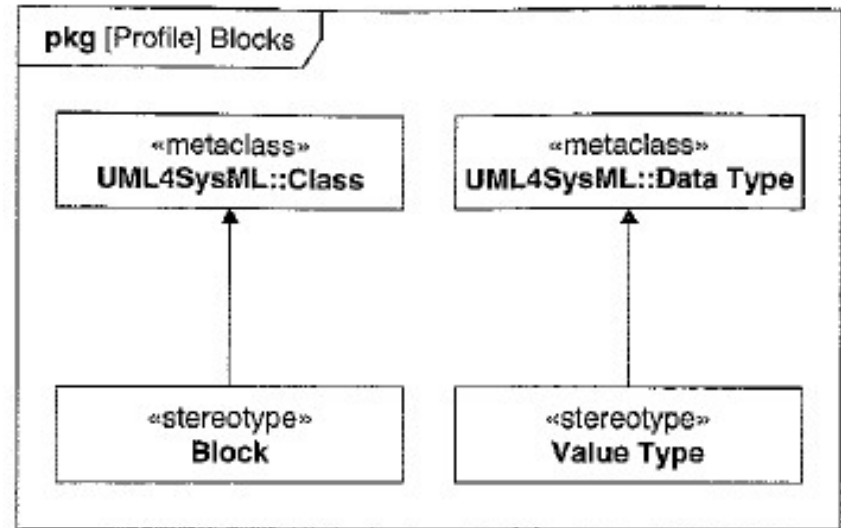 pkg [Profile] Blocks
«metaclass»
UML4SysML::Class
«metaclass»
UML4SysML::Data Type
«stereotype»
Block
«stereotype»
Value Type